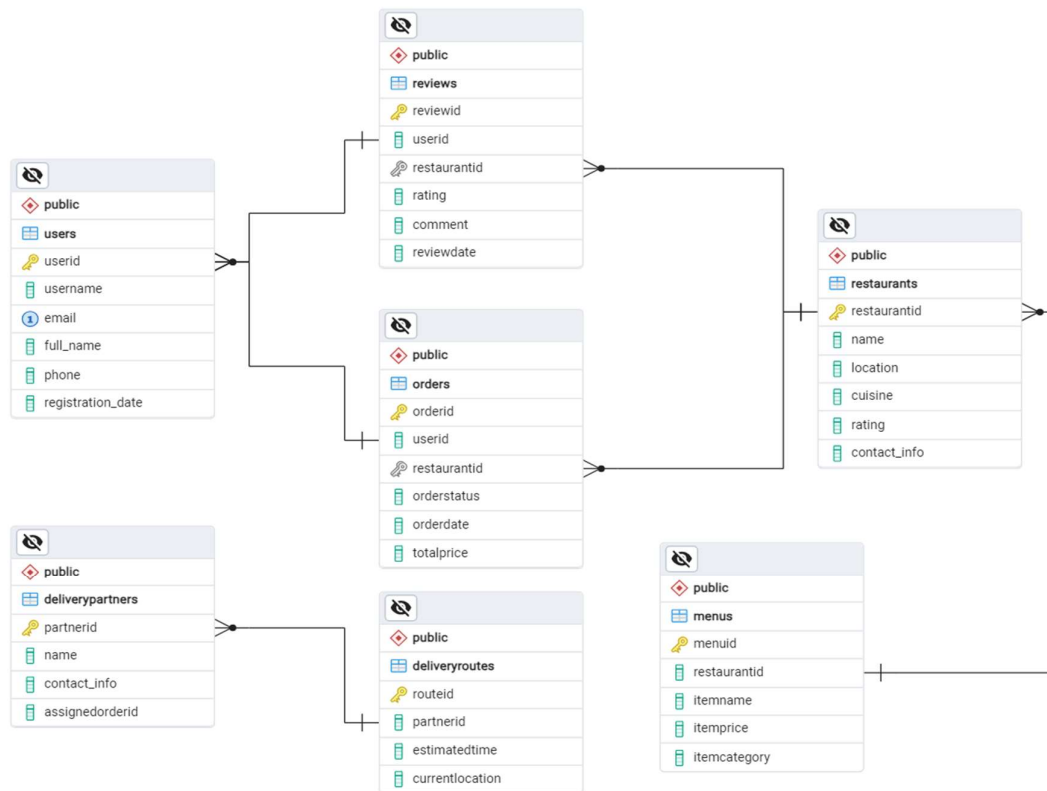 public
reviews
reviewid
userid
restaurantid
rating
comment
reviewdate
public
users
userid
username
1 email
full_name
phone
registration_date
public
restaurants
restaurantid
name
location
cuisine
rating
contact_info
public
orders
orderid
userid
restaurantid
orderstatus
orderdate
totalprice
public
deliverypartners
partnerid
name
contact_info
assignedorderid
public
deliveryroutes
routeid
partnerid
estimatedtime
currentlocation
public
menus
menuid
restaurantid
itemname
itemprice
itemcategory